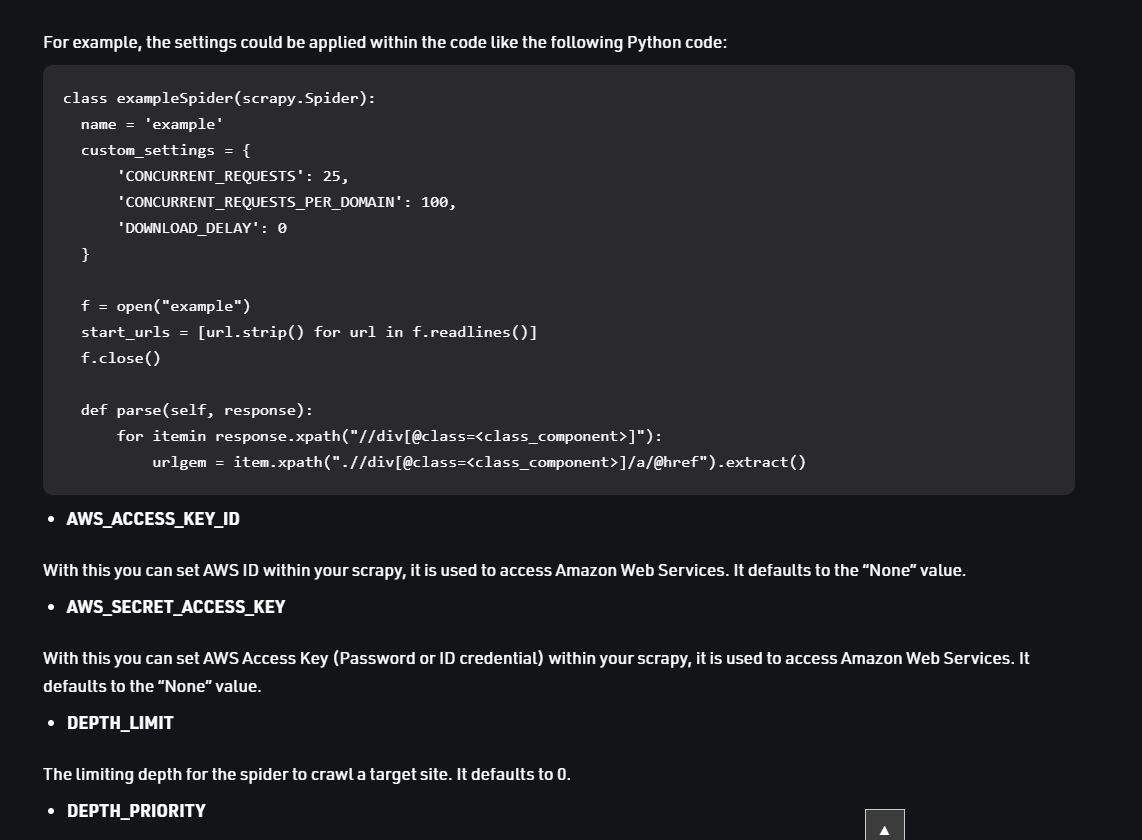 For example, the settings could be applied within the code like the following Python code:
class exampleSpider(scrapy.Spider):
  name = 'example'
  custom_settings = {
      'CONCURRENT_REQUESTS': 25,
      'CONCURRENT_REQUESTS_PER_DOMAIN': 100,
      'DOWNLOAD_DELAY': 0
  }
  f = open("example")
  start_urls = [url.strip() for url in f.readlines()]
  f.close()
  def parse(self, response):
      for itemin response.xpath("//div[@class=<class_component>]"):
          urlgem = item.xpath(".//div[@class=<class_component>]/a/@href").extract()
• AWS_ACCESS_KEY_ID
With this you can set AWS ID within your scrapy, it is used to access Amazon Web Services. It defaults to the “None” value.
• AWS_SECRET_ACCESS_KEY
With this you can set AWS Access Key (Password or ID credential) within your scrapy, it is used to access Amazon Web Services. It
defaults to the “None” value.
• DEPTH_LIMIT
The limiting depth for the spider to crawl a target site. It defaults to 0.
• DEPTH_PRIORITY